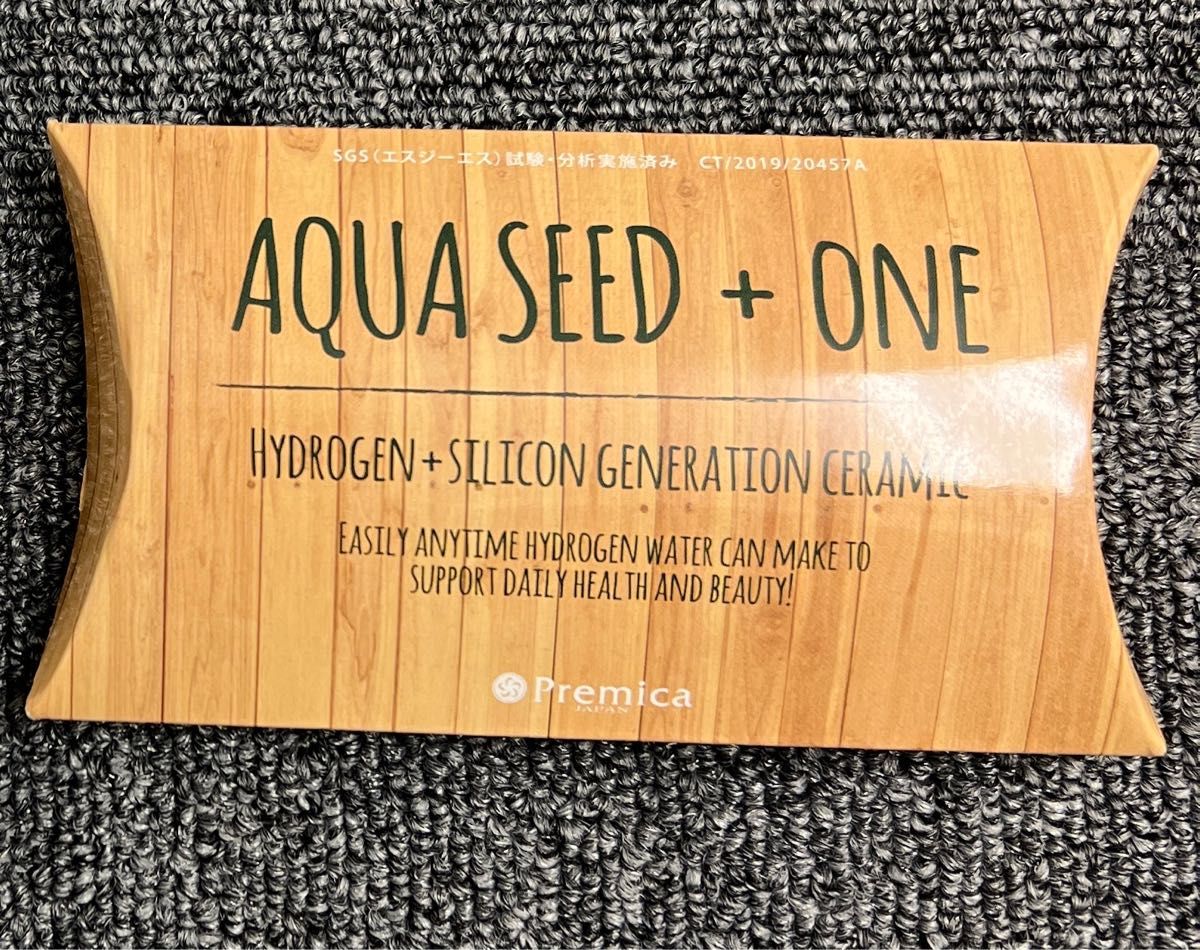 SGS(エスジーエス)試験・分析実施済み CT/2019/20457A
AQUA SEED + ONE
HYDROGEN + SILICON GENERATION CERAMIC
EASILY ANYTIME HYDROGEN WATER CAN MAKE TO
SUPPORT DAILY HEALTH AND BEAUTY!
Premica
JAPAN